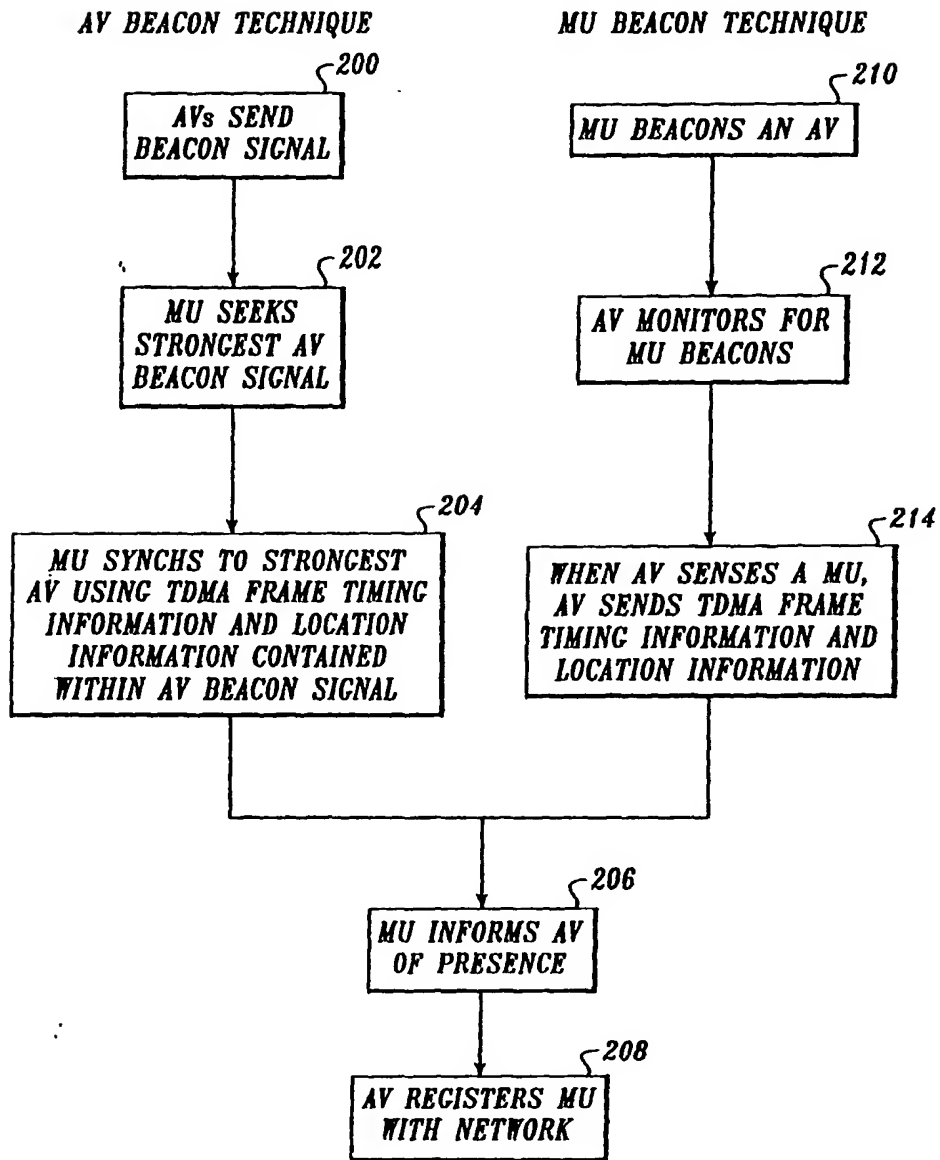 AV BEACON TECHNIQUE
200
AVs SEND
BEACON SIGNAL
202
MU SEEKS
STRONGEST AV
BEACON SIGNAL
204
MU SYNCHS TO STRONGEST
AV USING TDMA FRAME TIMING
INFORMATION AND LOCATION
INFORMATION CONTAINED
WITHIN AV BEACON SIGNAL
MU BEACON TECHNIQUE
210
MU BEACONS AN AV
212
AV MONITORS FOR
MU BEACONS
214
WHEN AV SENSES A MU,
AV SENDS TDMA FRAME
TIMING INFORMATION AND
LOCATION INFORMATION
206
MU INFORMS AV
OF PRESENCE
208
AV REGISTERS MU
WITH NETWORK